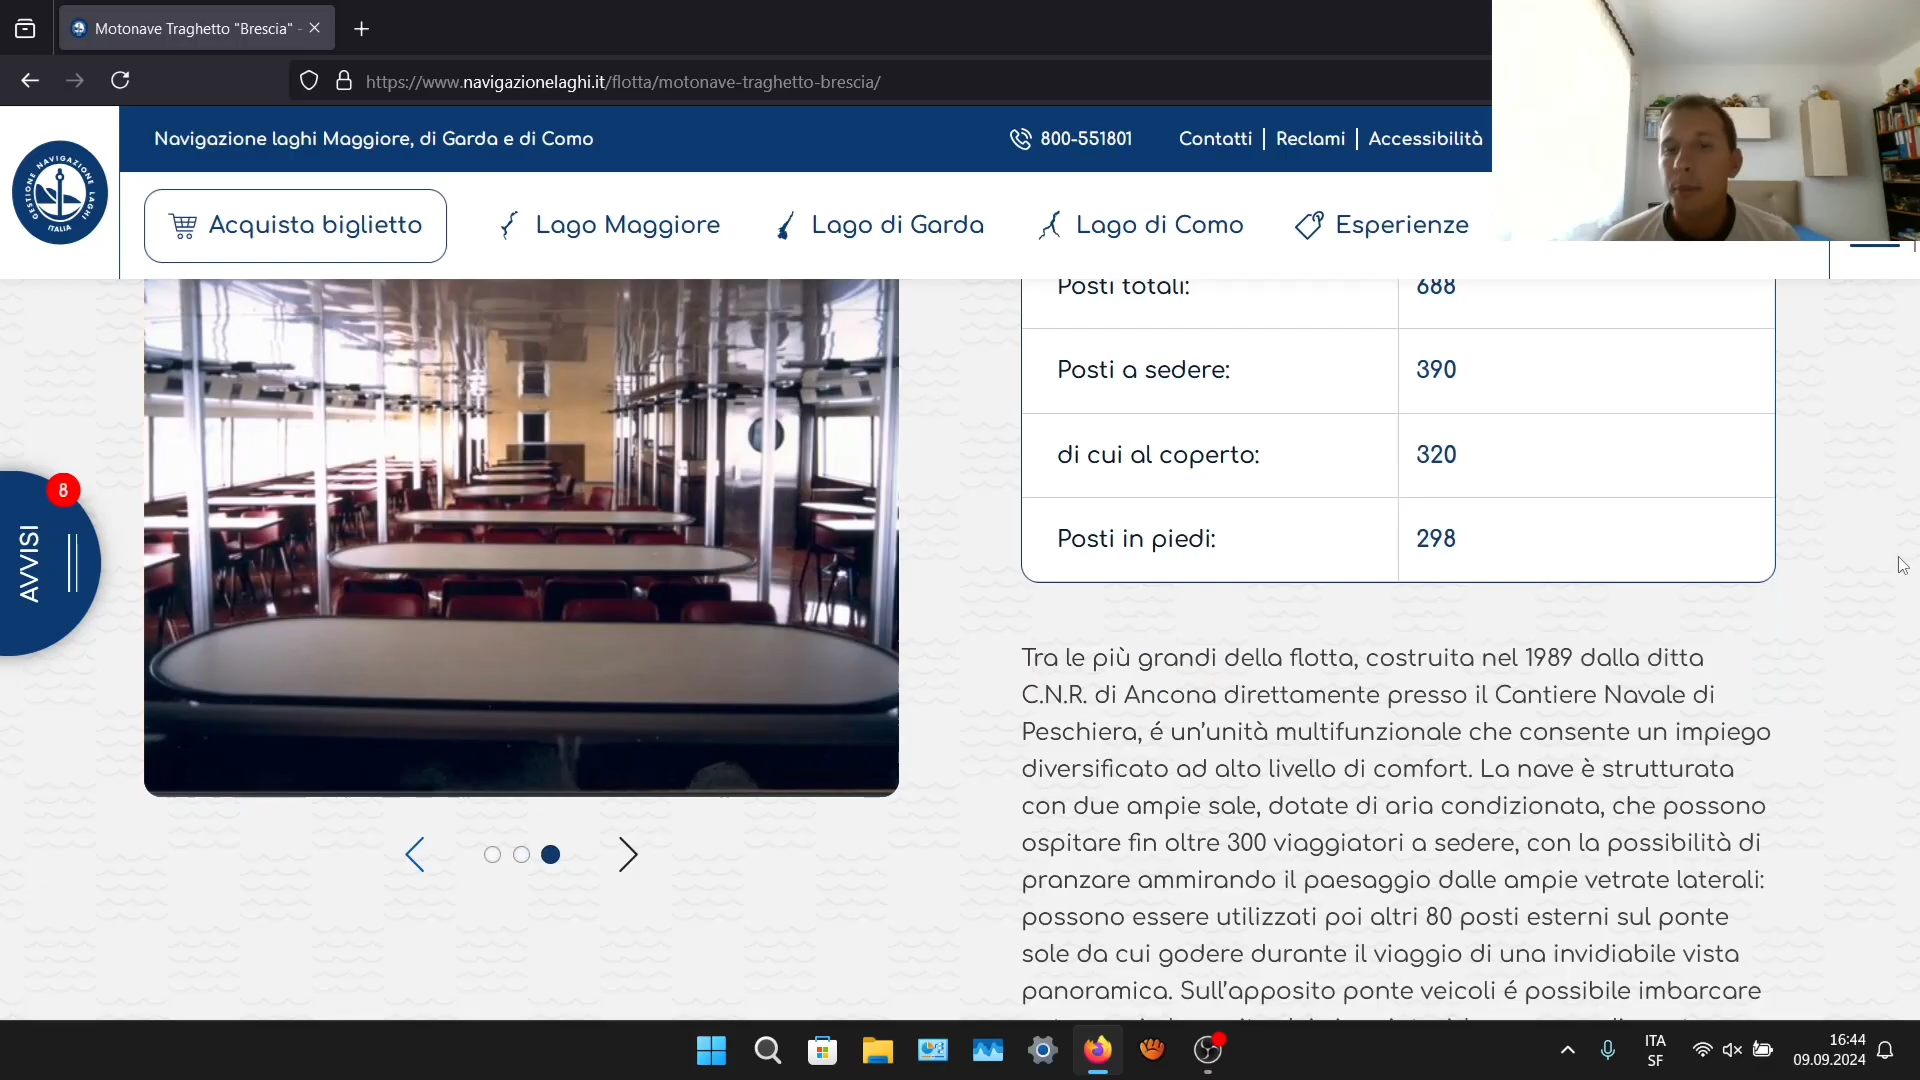 Motonave Traghetto "Brescia" -
https://www.navigazionelaghi.it/flotta/motonave-traghetto-brescia/
GESTIONE NAVIGAZIONE LAGHI
ITALIA
Navigazione laghi Maggiore, di Garda e di Como
800-551801
Contatti | Reclami | Accessibilità
Acquista biglietto
Lago Maggiore
Lago di Garda
Lago di Como
Esperienze
Posti totali: 688
Posti a sedere: 390
di cui al coperto: 320
Posti in piedi: 298
8
AVVISI
Tra le più grandi della flotta, costruita nel 1989 dalla ditta
C.N.R. di Ancona direttamente presso il Cantiere Navale di
Peschiera, é un’unità multifunzionale che consente un impiego
diversificato ad alto livello di comfort. La nave è strutturata
con due ampie sale, dotate di aria condizionata, che possono
ospitare fin oltre 300 viaggiatori a sedere, con la possibilità di
pranzare ammirando il paesaggio dalle ampie vetrate laterali:
possono essere utilizzati poi altri 80 posti esterni sul ponte
sole da cui godere durante il viaggio di una invidiabile vista
panoramica. Sull’apposito ponte veicoli é possibile imbarcare
ITA
SF
16:44
09.09.2024